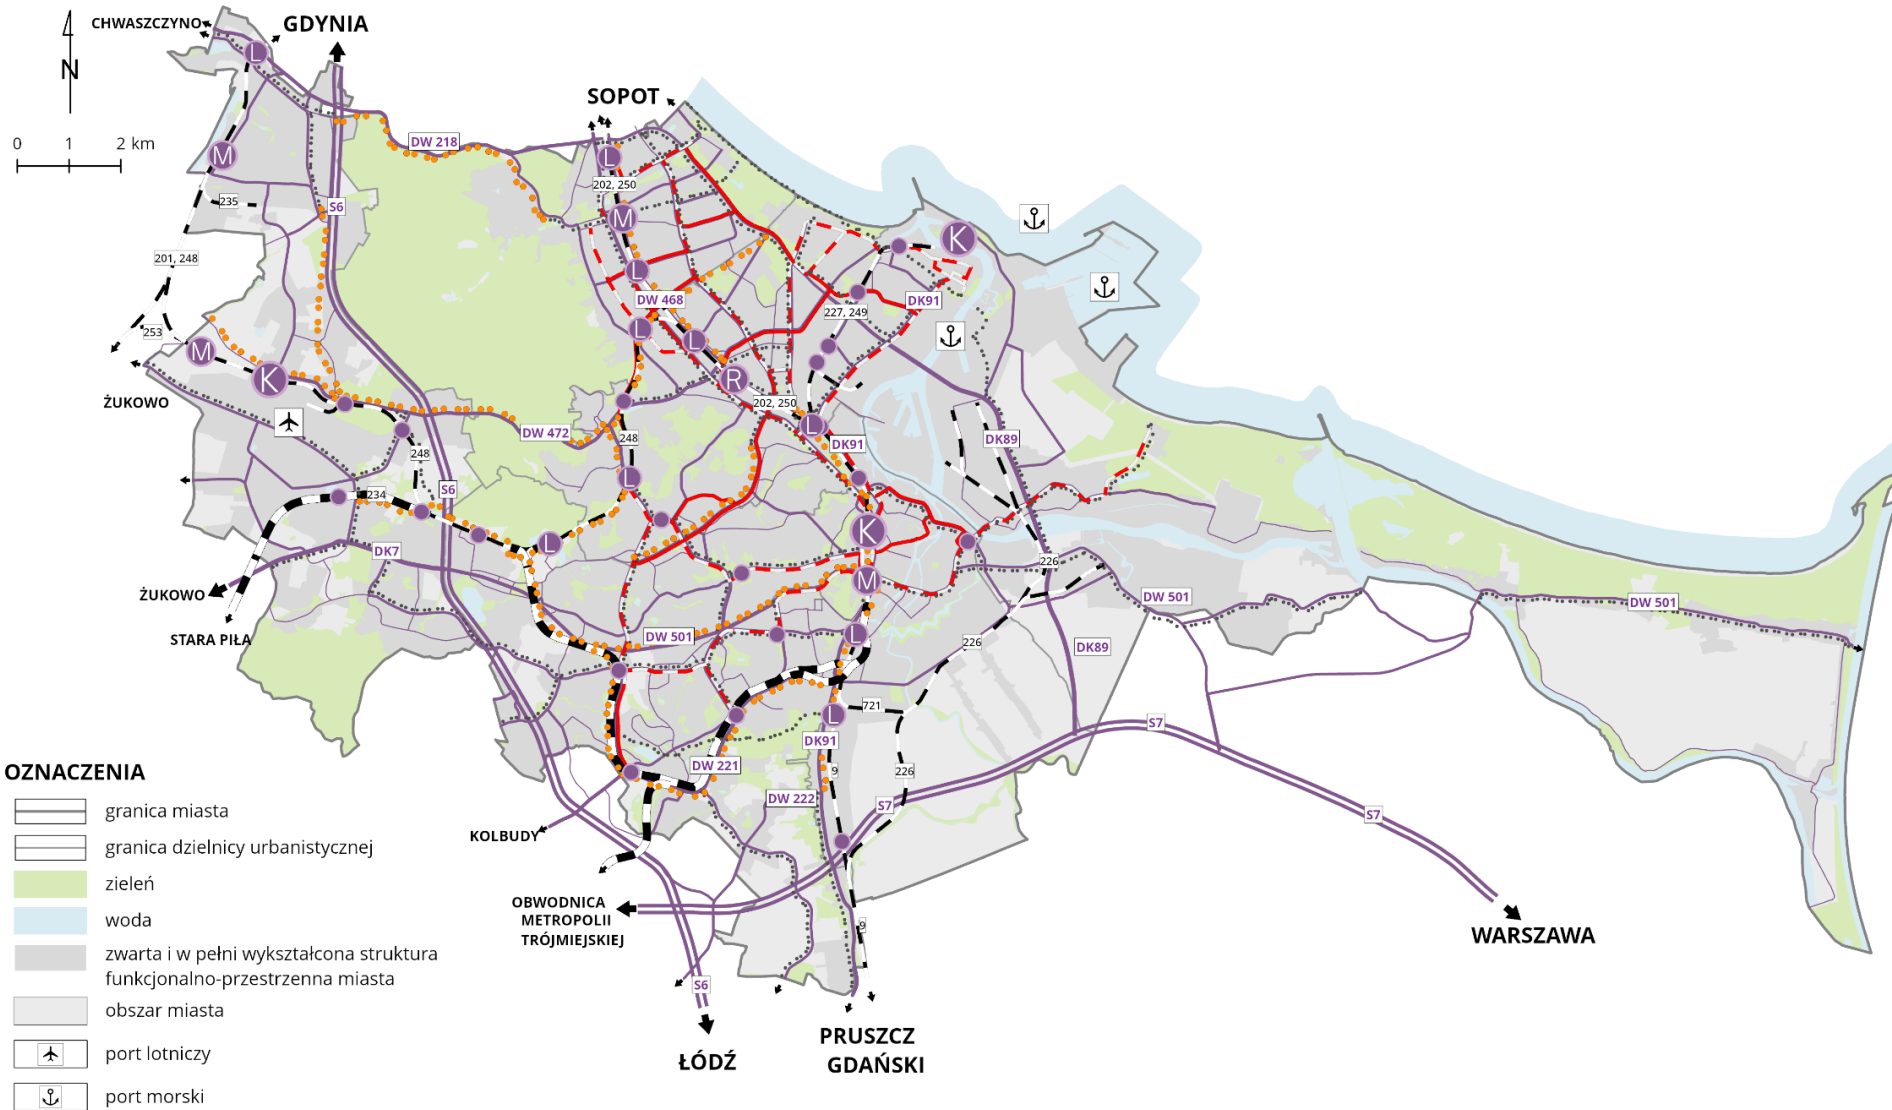 CHWASZCZYNO
GDYNIA
N
SOPOT
0 1 2 km
L
M
DW 218
L
202, 250
M
235
S6
K
201, 248
L
DW 468
DK91
227, 249
253
M
K
L
L
R
ŻUKOWO
202, 250
L
DW 472
248
DK91
DK89
248
L
S6
234
K
L
DK7
226
M
ŻUKOWO
DW 501
DW 501
STARA PIŁA
DW 501
L
226
DK89
721
L
S7
DK91
DW 221
9
226
DW 222
S7
S7
OZNACZENIA
granica miasta
granica dzielnicy urbanistycznej
zieleń
woda
zwarta i w pełni wykształcona struktura
funkcjonalno-przestrzenna miasta
obszar miasta
port lotniczy
port morski
KOLBUDY
OBWODNICA
METROPOLII
TRÓJMIEJSKIEJ
9
WARSZAWA
S6
PRUSZCZ
GDAŃSKI
ŁÓDŹ